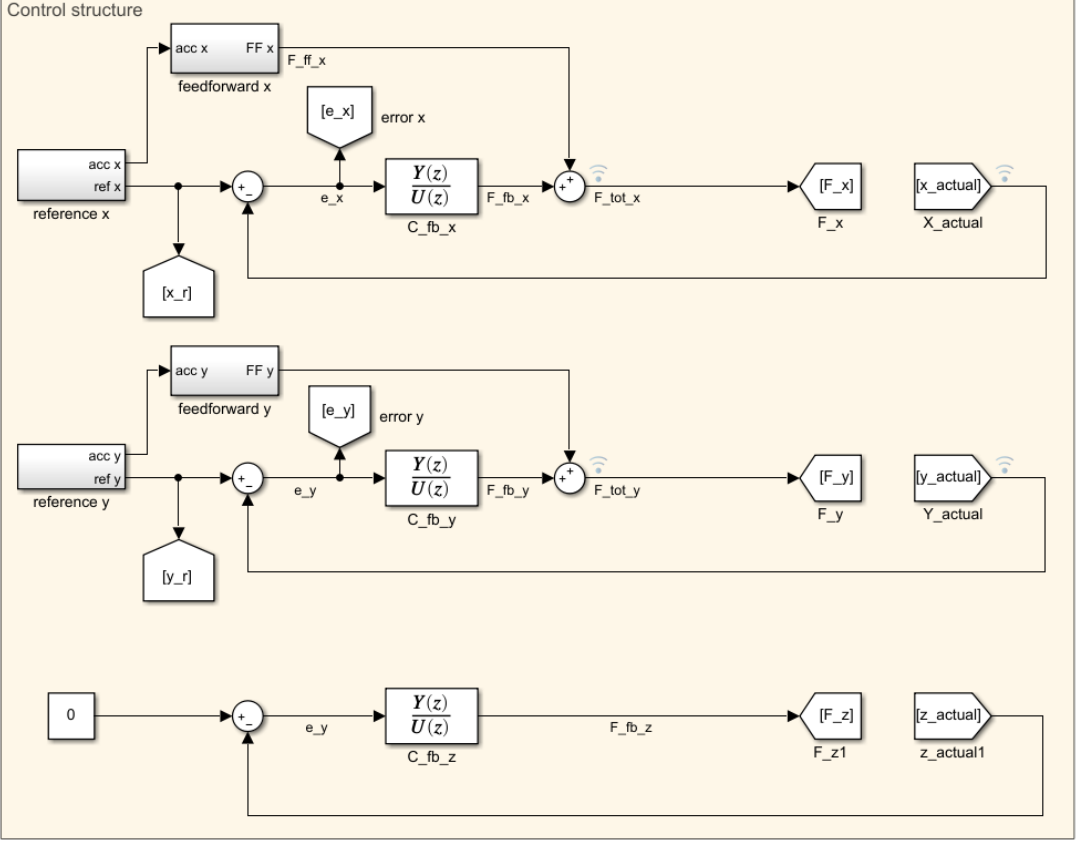 Control structure
acc x FF x
F_ff_x
feedforward x
[e_x]
error x
acc x
ref x
reference x
+
-
e_x
Y(z)
U(z)
C_fb_x
F_fb_x
+
+
F_tot_x
[F_x]
F_x
[x_actual]
X_actual
[x_r]
acc y FF y
feedforward y
[e_y]
error y
acc y
ref y
reference y
+
-
e_y
Y(z)
U(z)
C_fb_y
F_fb_y
+
+
F_tot_y
[F_y]
F_y
[y_actual]
Y_actual
[y_r]
0
+
-
e_y
Y(z)
U(z)
C_fb_z
F_fb_z
[F_z]
F_z1
[z_actual]
z_actual1